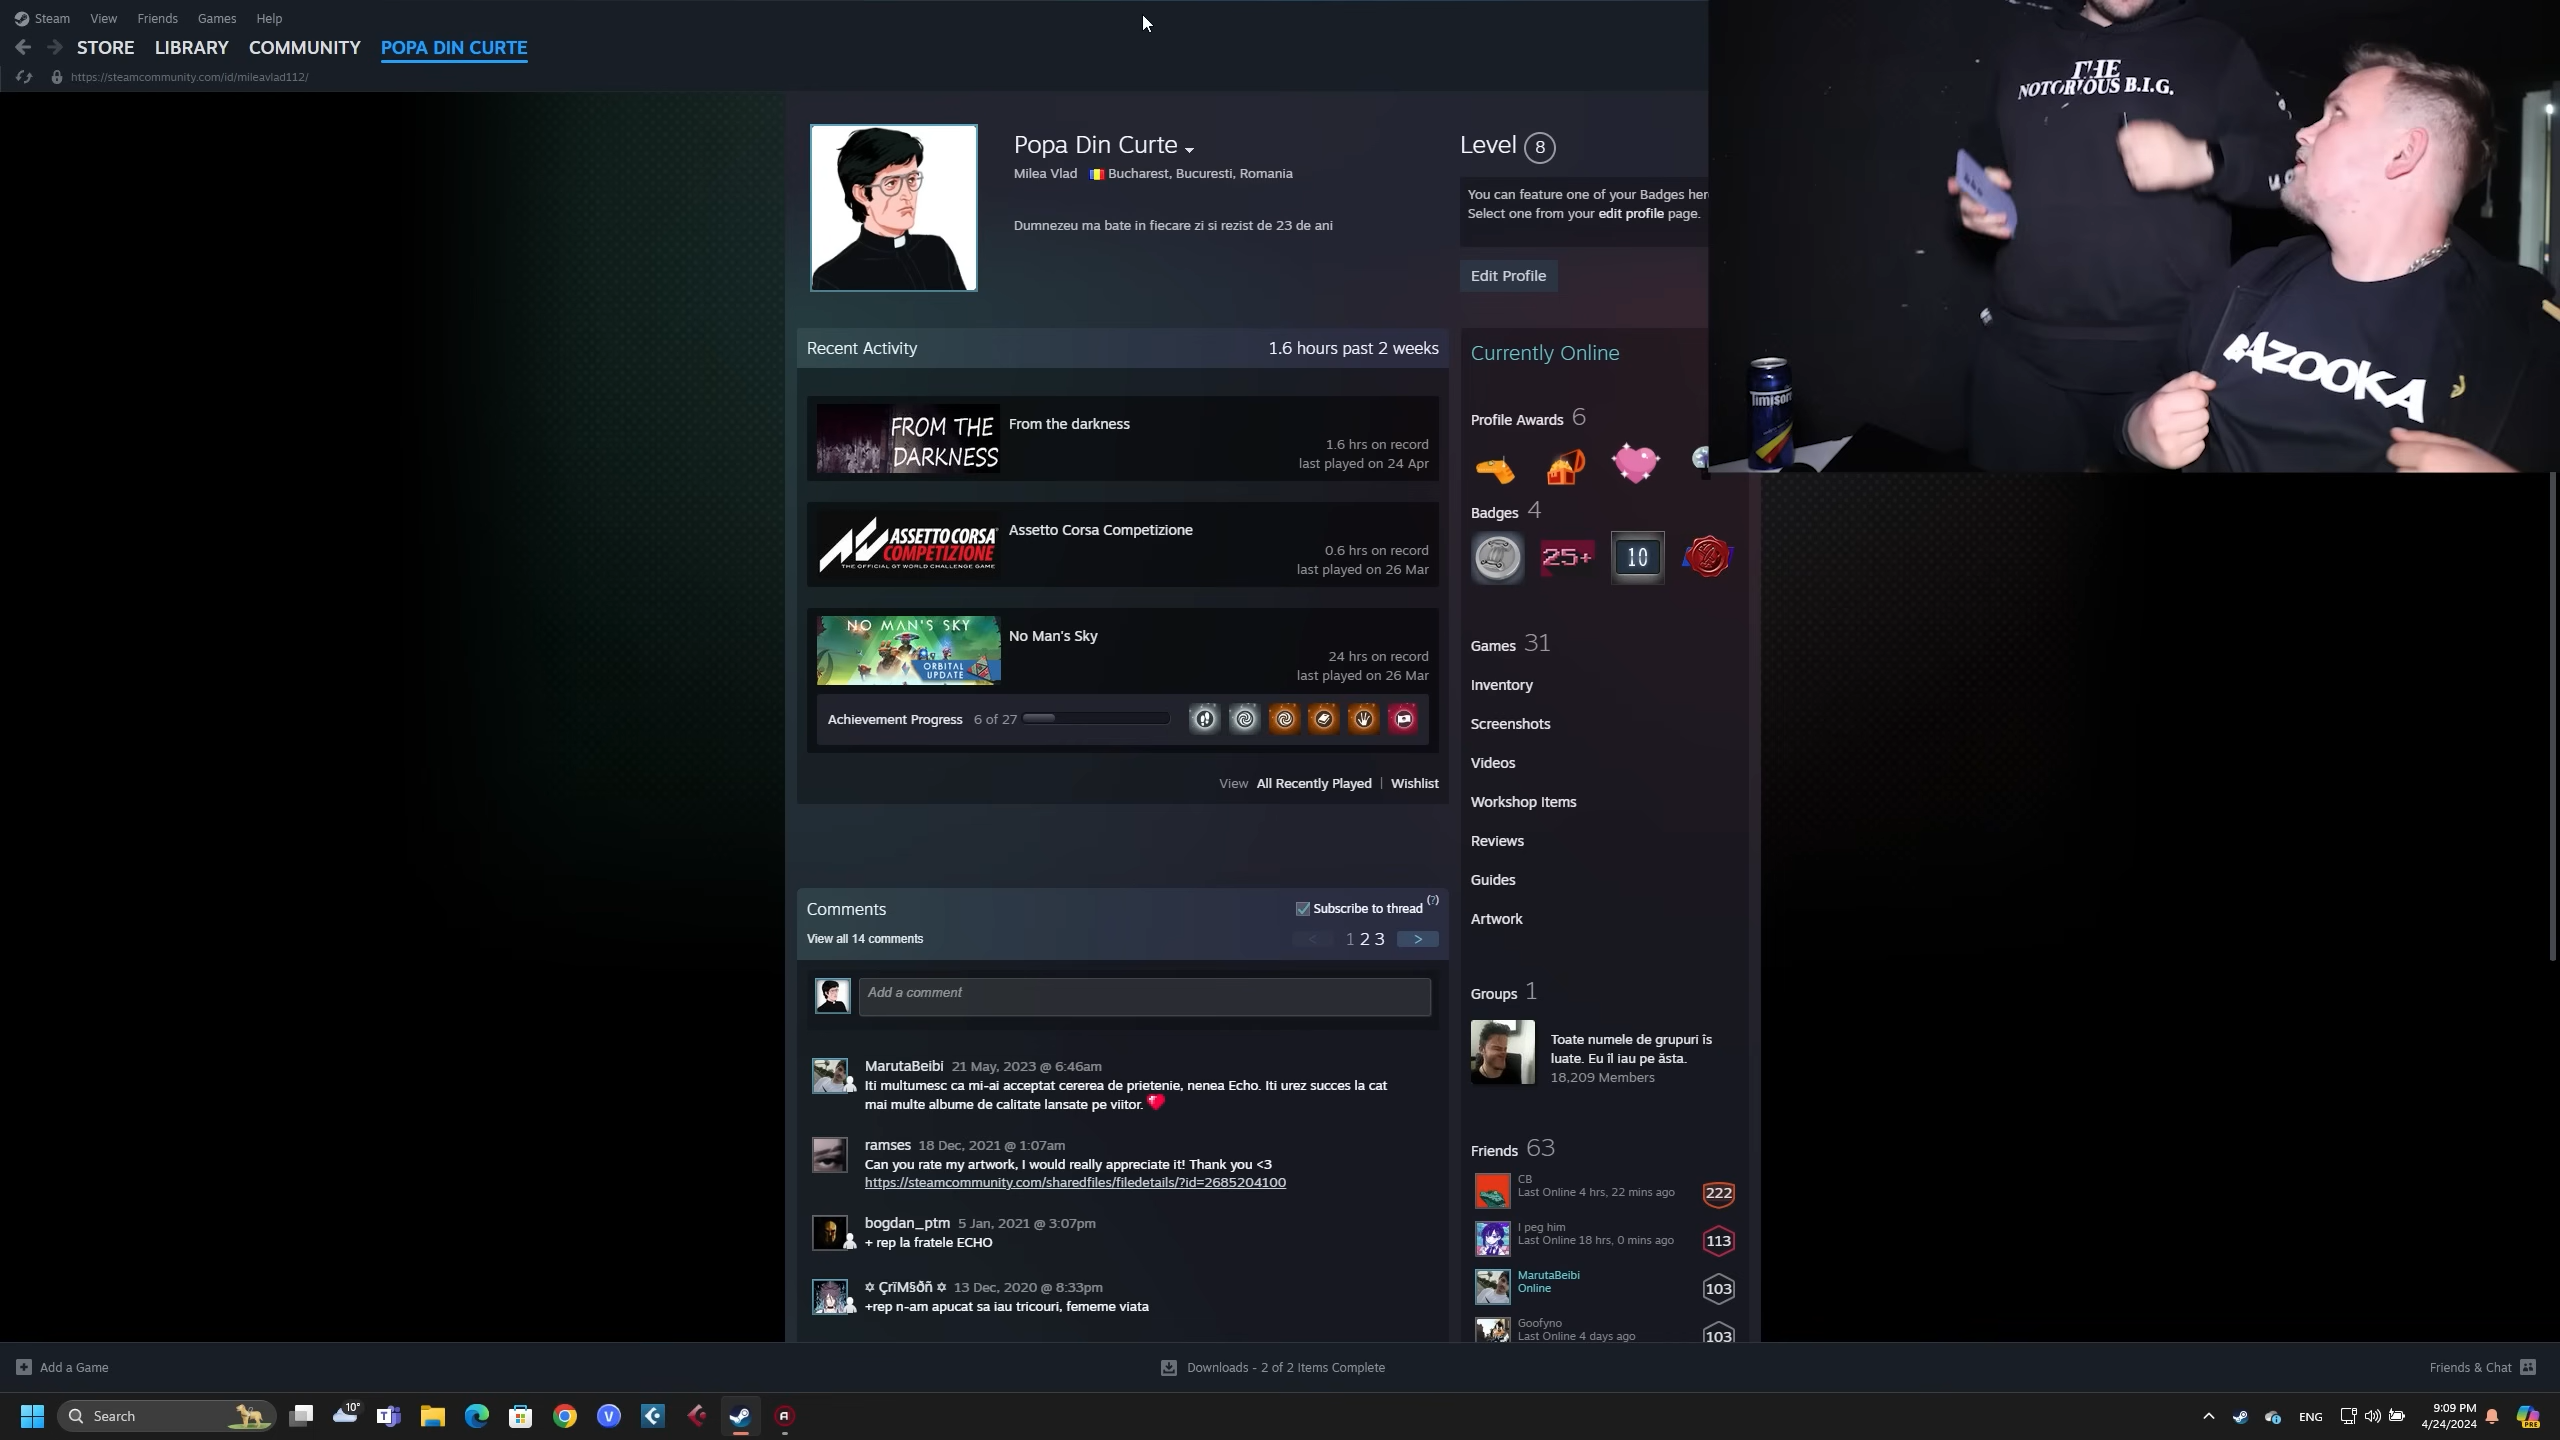 Steam View Friends Games Help
STORE LIBRARY COMMUNITY POPA DIN CURTE
https://steamcommunity.com/id/mileavlad112/
Popa Din Curte
Milea Vlad Bucharest, Bucuresti, Romania
Dumnezeu ma bate in fiecare zi si rezist de 23 de ani
Level 8
You can feature one of your Badges her
Select one from your edit profile page.
Edit Profile
THE
NOTORIOUS B.I.G.
BAZOOKA
Timisor
Recent Activity 1.6 hours past 2 weeks
FROM THE
DARKNESS
From the darkness
1.6 hrs on record
last played on 24 Apr
ASSETTO CORSA
COMPETIZIONE
THE OFFICIAL GT WORLD CHALLENGE GAME
Assetto Corsa Competizione
0.6 hrs on record
last played on 26 Mar
NO MAN'S SKY
ORBITAL
UPDATE
No Man's Sky
24 hrs on record
last played on 26 Mar
Achievement Progress 6 of 27
View All Recently Played | Wishlist
Currently Online
Profile Awards 6
Badges 4
25+
10
Games 31
Inventory
Screenshots
Videos
Workshop Items
Reviews
Guides
Artwork
Comments
Subscribe to thread (?)
View all 14 comments
< 1 2 3 >
Add a comment
MarutaBeibi 21 May, 2023 @ 6:46am
Iti multumesc ca mi-ai acceptat cererea de prietenie, nenea Echo. Iti urez succes la cat
mai multe albume de calitate lansate pe viitor.
ramses 18 Dec, 2021 @ 1:07am
Can you rate my artwork, I would really appreciate it! Thank you <3
https://steamcommunity.com/sharedfiles/filedetails/?id=2685204100
bogdan_ptm 5 Jan, 2021 @ 3:07pm
+ rep la fratele ECHO
✡ ÇrïM§ðñ ✡ 13 Dec, 2020 @ 8:33pm
+rep n-am apucat sa iau tricouri, fememe viata
Groups 1
Toate numele de grupuri îs
luate. Eu îl iau pe ăsta.
18,209 Members
Friends 63
CB
Last Online 4 hrs, 22 mins ago
222
I peg him
Last Online 18 hrs, 0 mins ago
113
MarutaBeibi
Online
103
Goofyno
Last Online 4 days ago
103
Add a Game
Downloads - 2 of 2 Items Complete
Friends & Chat
Search
10°
ENG
9:09 PM
4/24/2024
PRE